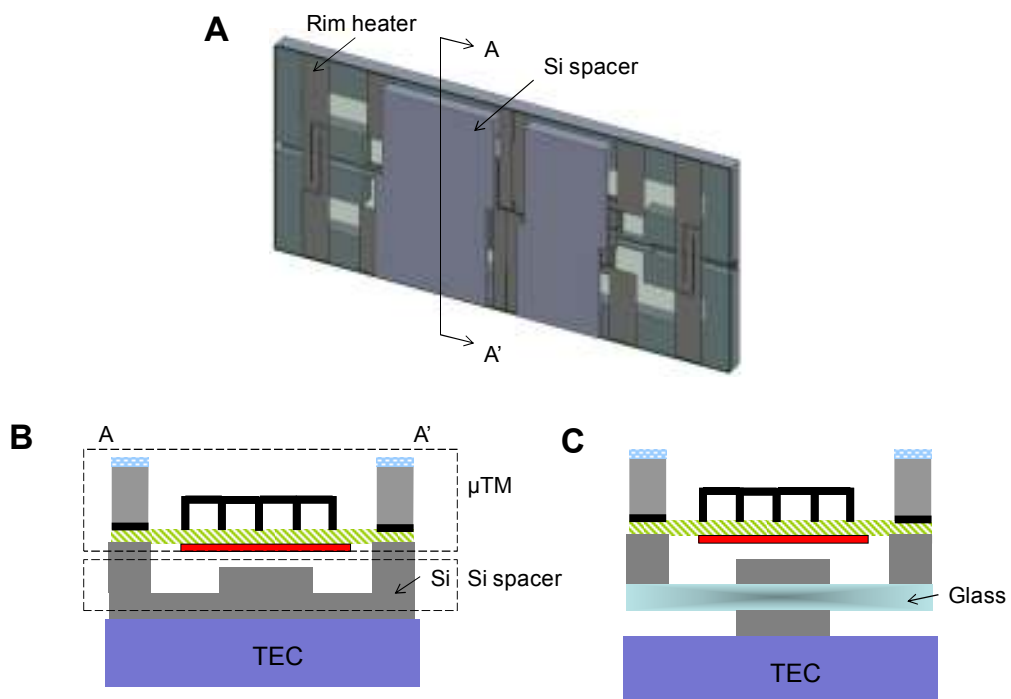 A
Rim heater
A
Si spacer
A'
B
A
A'
µTM
Si
Si spacer
TEC
C
Glass
TEC